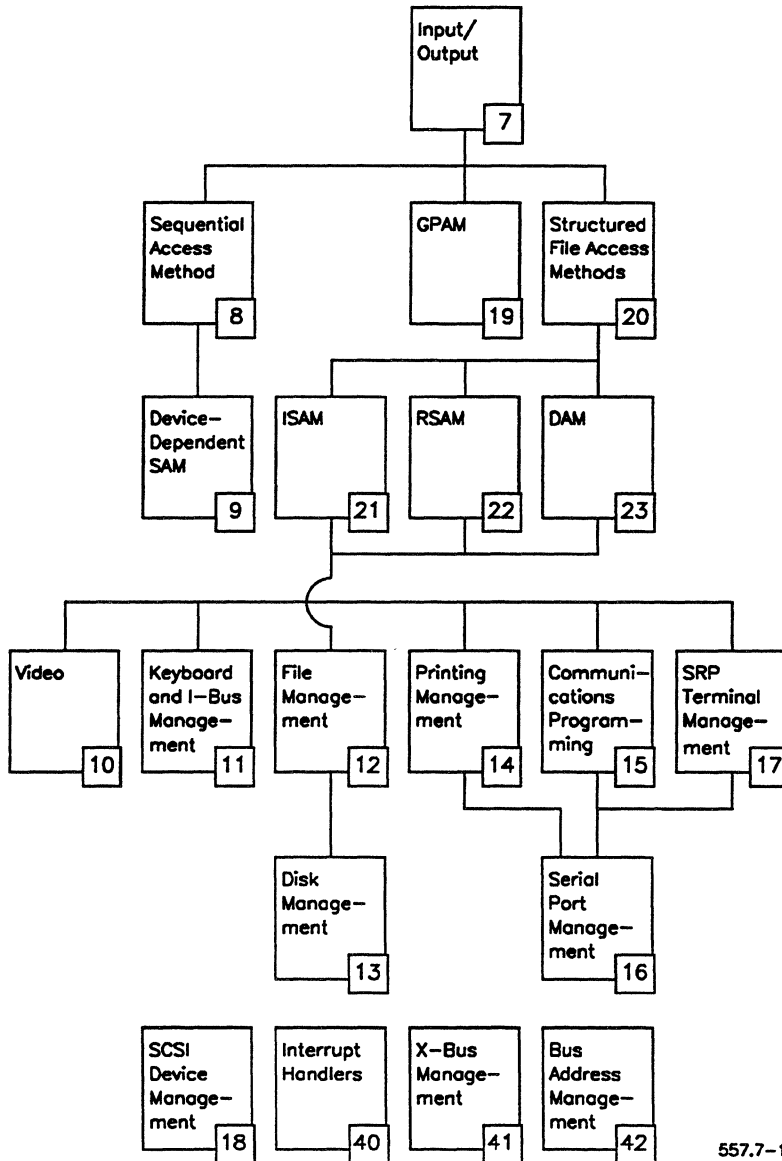 Input/
Output
7
Sequential
Access
Method
8
GPAM
19
Structured
File Access
Methods
20
Device-
Dependent
SAM
9
ISAM
21
RSAM
22
DAM
23
Video
10
Keyboard
and I-Bus
Manage-
ment
11
File
Manage-
ment
12
Printing
Manage-
ment
14
Communi-
cations
Program-
ming
15
SRP
Terminal
Manage-
ment
17
Disk
Manage-
ment
13
Serial
Port
Manage-
ment
16
SCSI
Device
Manage-
ment
18
Interrupt
Handlers
40
X-Bus
Manage-
ment
41
Bus
Address
Manage-
ment
42
557.7-1